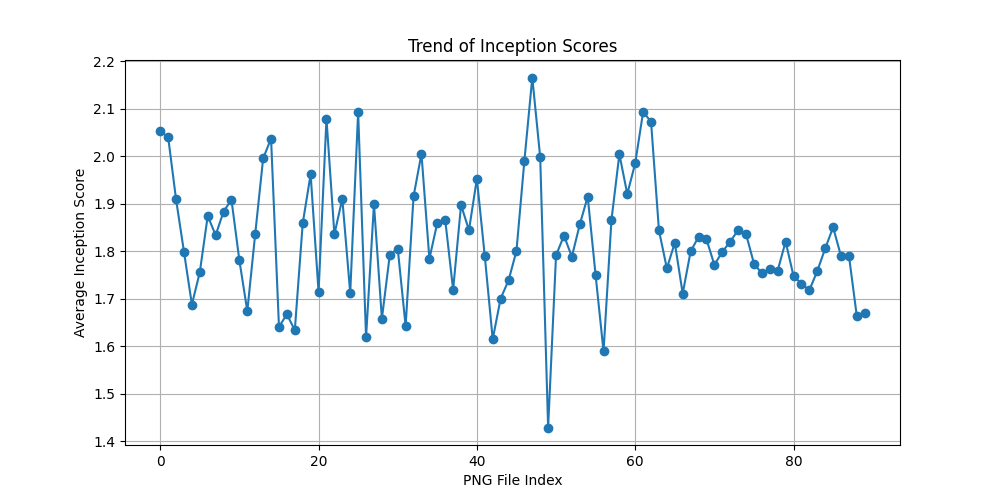 Trend of Inception Scores
2.2
2.1
2.0
1.9
1.8
1.7
1.6
1.5
1.4
Average Inception Score
0 20 40 60 80
PNG File Index